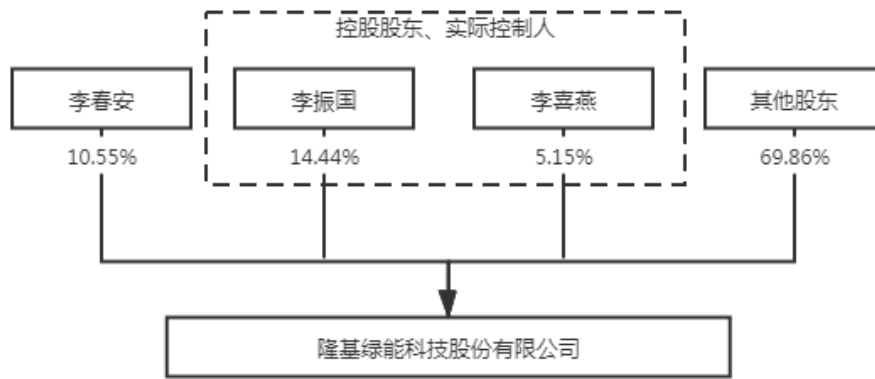 控股股东、实际控制人
李春安
李振国
李喜燕
其他股东
10.55%
14.44%
5.15%
69.86%
隆基绿能科技股份有限公司